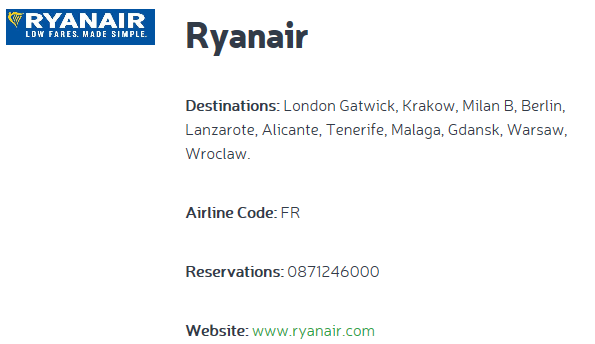 RYANAIR
LOW FARES. MADE SIMPLE.
Ryanair
Destinations: London Gatwick, Krakow, Milan B, Berlin,
Lanzarote, Alicante, Tenerife, Malaga, Gdansk, Warsaw,
Wroclaw.
Airline Code: FR
Reservations: 0871246000
Website: www.ryanair.com